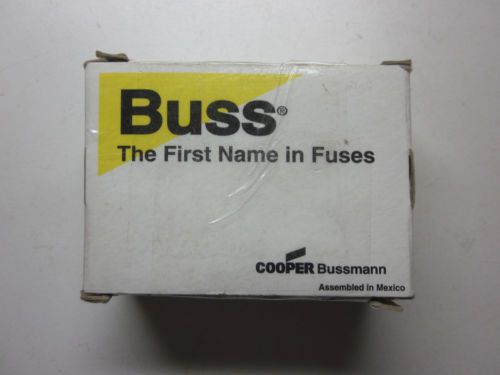 Buss®
The First Name in Fuses
COOPER Bussmann
Assembled in Mexico